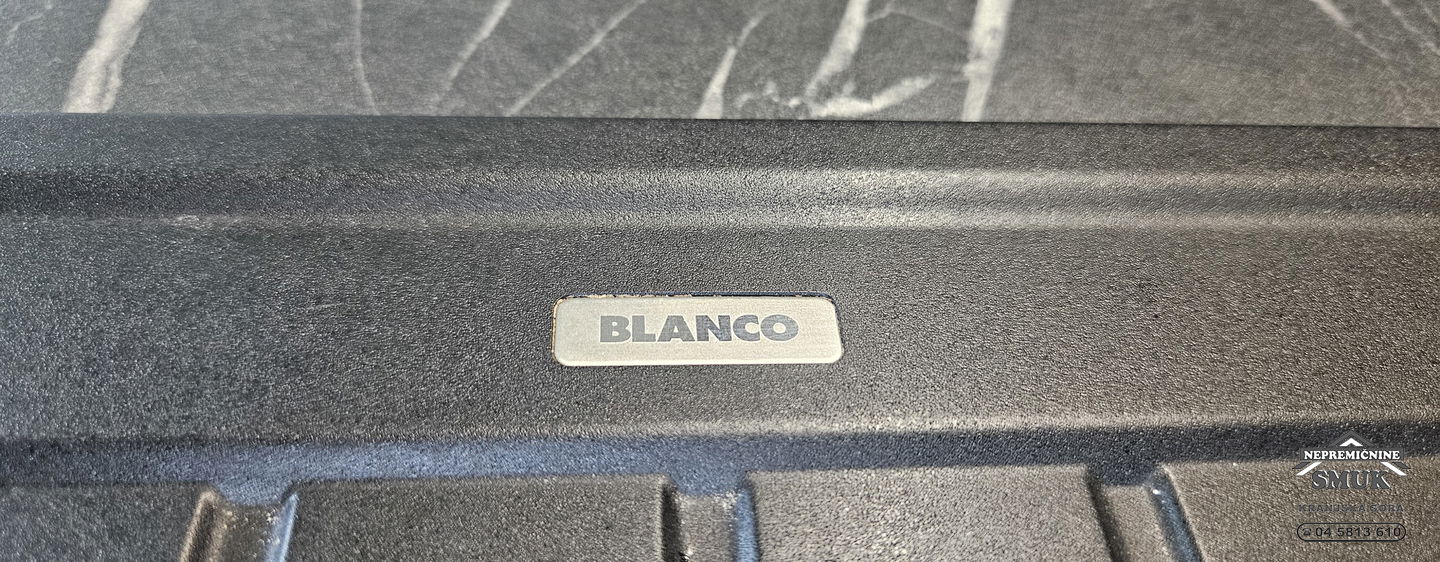 BLANCO
NEPREMIČNINE
SMUK
KRANJSKA GORA
04 5813 610